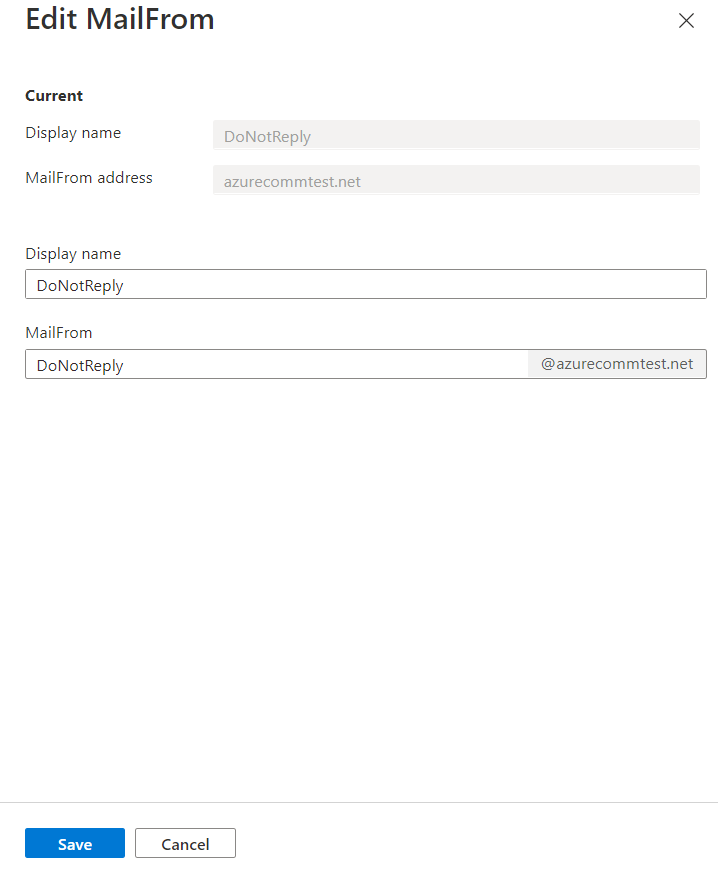 Edit MailFrom
Current
Display name DoNotReply
MailFrom address azurecommtest.net
Display name
DoNotReply
MailFrom
DoNotReply @azurecommtest.net
Save Cancel